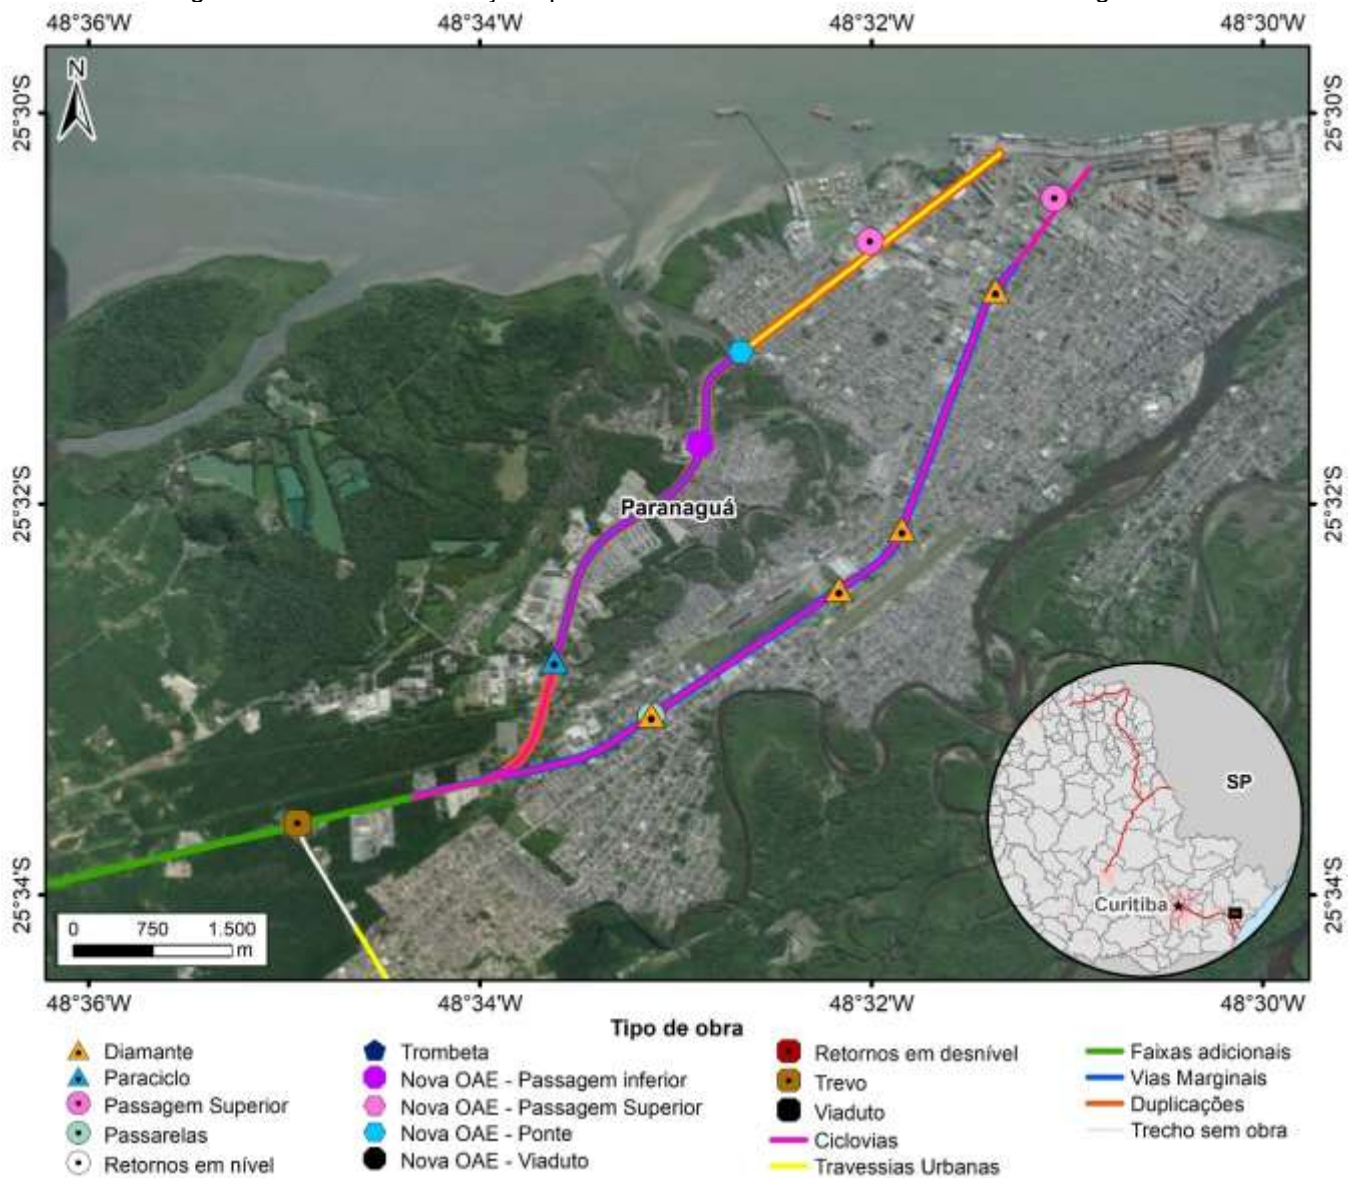 48°36'W 48°34'W 48°32'W 48°30'W
N
25°30'S 25°30'S
Paranaguá
25°32'S 25°32'S
SP
Curitiba
25°34'S 25°34'S
0 750 1.500
m
48°36'W 48°34'W 48°32'W 48°30'W
Tipo de obra
Diamante
Paraciclo
Passagem Superior
Passarelas
Retornos em nível
Trombeta
Nova OAE - Passagem inferior
Nova OAE - Passagem Superior
Nova OAE - Ponte
Nova OAE - Viaduto
Retornos em desnível
Trevo
Viaduto
Ciclovias
Travessias Urbanas
Faixas adicionais
Vias Marginais
Duplicações
Trecho sem obra